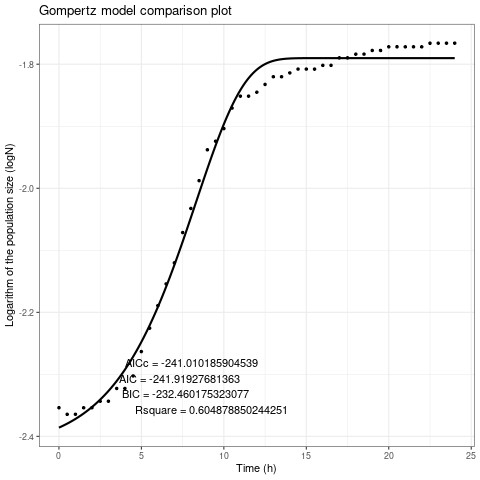 Gompertz model comparison plot
Logarithm of the population size (logN)
-1.8
-2.0
-2.2
-2.4
AICc = -241.010185904539
AIC = -241.91927681363
BIC = -232.460175323077
Rsquare = 0.604878850244251
0 5 10 15 20 25
Time (h)